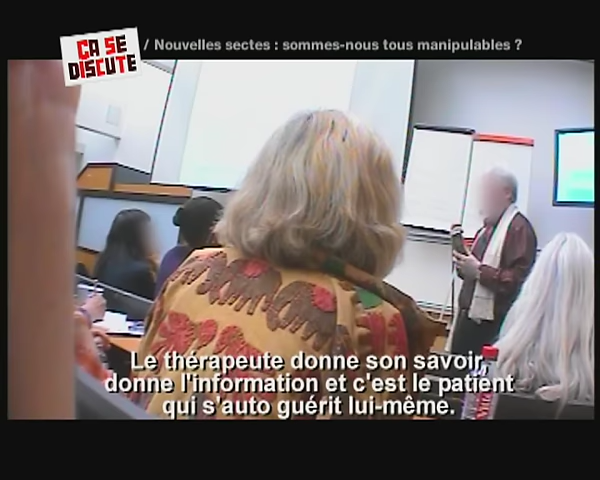 ÇA SE
DISCUTE
/ Nouvelles sectes : sommes-nous tous manipulables ?
Le thérapeute donne son savoir,
donne l'information et c'est le patient
qui s'auto guérit lui-même.